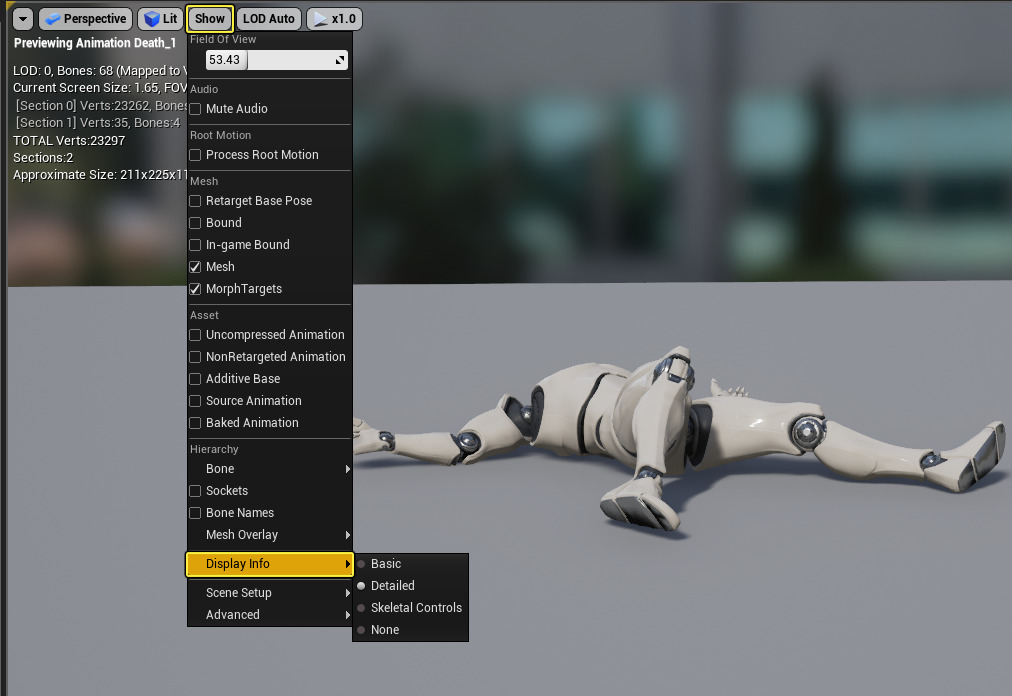 Perspective Lit Show LOD Auto x1.0
Previewing Animation Death_1
LOD: 0, Bones: 68 (Mapped to
Current Screen Size: 1.65, FOV
[Section 0] Verts:23262, Bones
[Section 1] Verts:35, Bones:4
TOTAL Verts:23297
Sections:2
Approximate Size: 211x225x11
Field Of View
53.43
Audio
Mute Audio
Root Motion
Process Root Motion
Mesh
Retarget Base Pose
Bound
In-game Bound
Mesh
MorphTargets
Asset
Uncompressed Animation
NonRetargeted Animation
Additive Base
Source Animation
Baked Animation
Hierarchy
Bone
Sockets
Bone Names
Mesh Overlay
Display Info
Scene Setup
Advanced
Basic
Detailed
Skeletal Controls
None